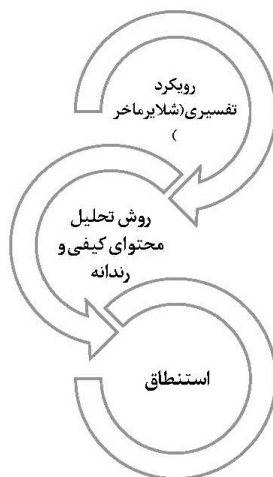 رویکرد
تفسیری(شلایرماخر
)
روش تحلیل
محتوای کیفی و
رندانه
استنطاق